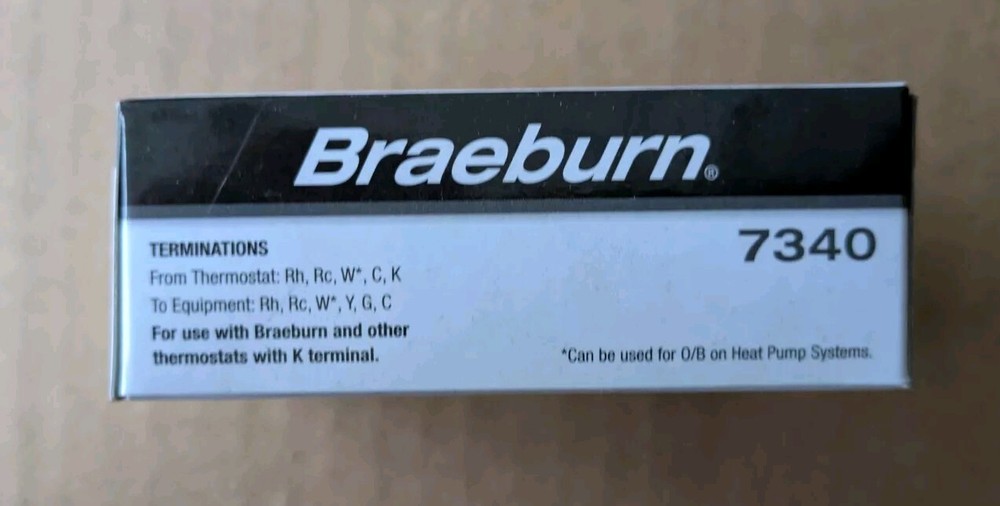 Braeburn®
7340
TERMINATIONS
From Thermostat: Rh, Rc, W*, C, K
To Equipment: Rh, Rc, W*, Y, G, C
For use with Braeburn and other
thermostats with K terminal.
*Can be used for O/B on Heat Pump Systems.